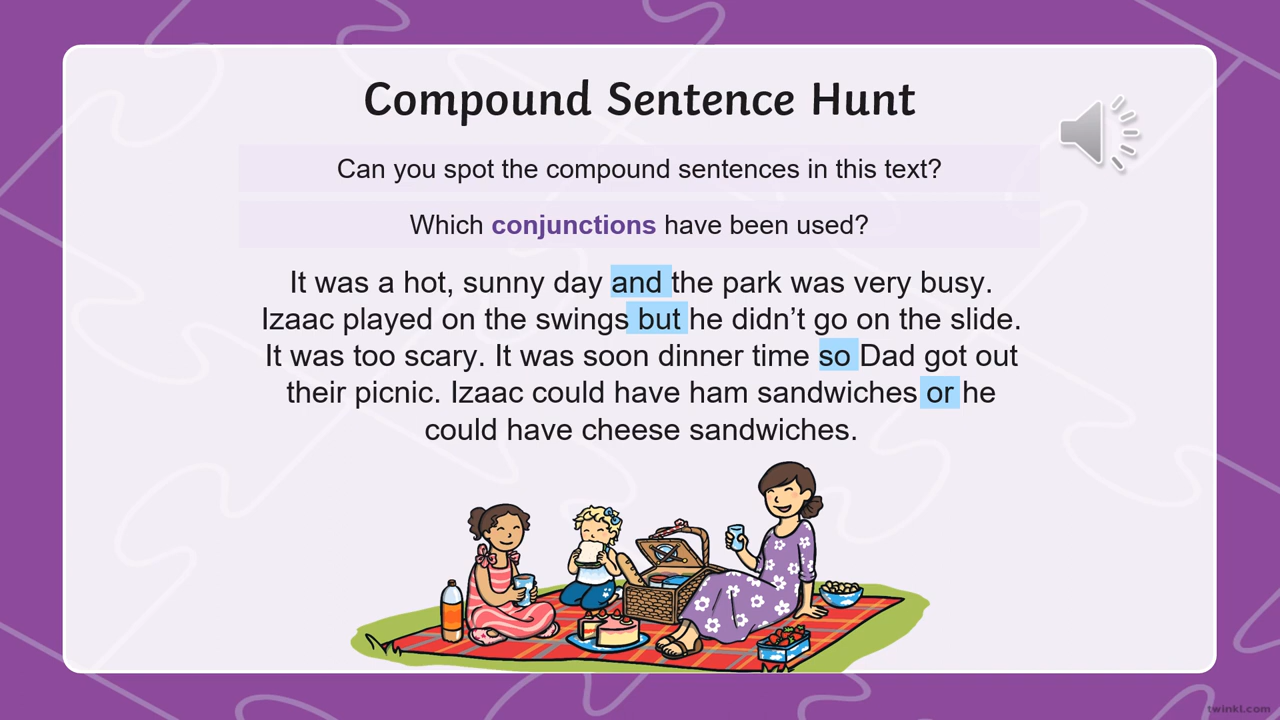 Compound Sentence Hunt
Can you spot the compound sentences in this text?
Which conjunctions have been used?
It was a hot, sunny day and the park was very busy.
Izaac played on the swings but he didn’t go on the slide.
It was too scary. It was soon dinner time so Dad got out
their picnic. Izaac could have ham sandwiches or he
could have cheese sandwiches.
twinkl.com